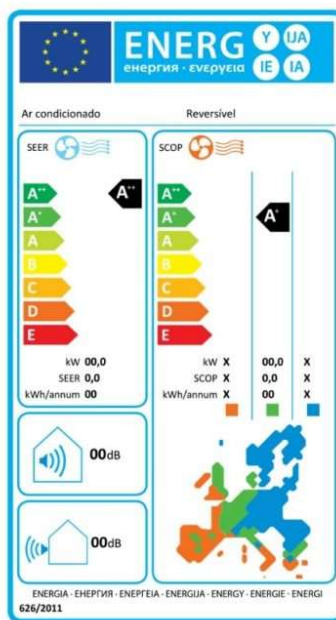 ENERG
енергия · ενεργεια
Y IJA
IE IA
Ar condicionado
Reversível
SEER
A++
A+
A
B
C
D
E
A++
kW 00,0
SEER 0,0
kWh/annum 00
SCOP
A++
A+
A
B
C
D
E
A+
kW X 00,0 X
SCOP X 0,0 X
kWh/annum X 00 X
00dB
00dB
ENERGIA · ЕНЕРГИЯ · ΕΝΕΡΓΕΙΑ · ENERGIJA · ENERGY · ENERGIE · ENERGI
626/2011